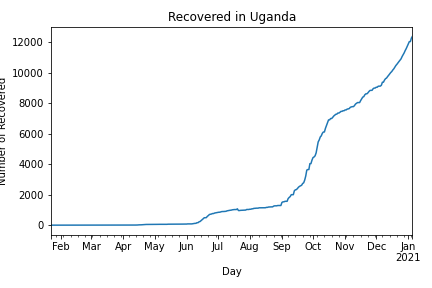 Recovered in Uganda
Number of Recovered
12000
10000
8000
6000
4000
2000
0
Feb Mar Apr May Jun Jul Aug Sep Oct Nov Dec Jan
2021
Day